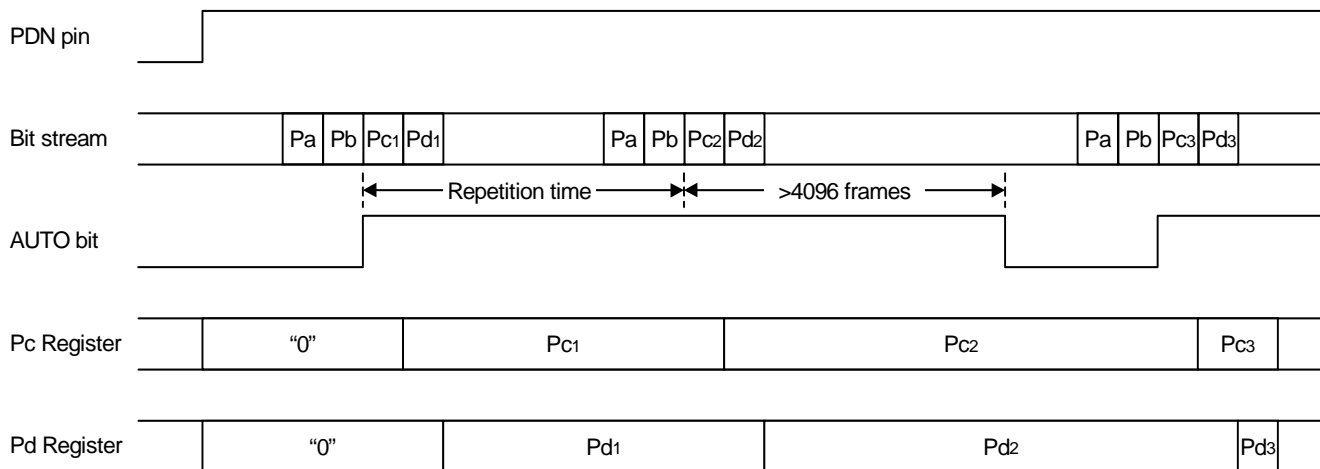 PDN pin
Bit stream Pa Pb Pc1 Pd1 Pa Pb Pc2 Pd2 Pa Pb Pc3 Pd3
Repetition time >4096 frames
AUTO bit
Pc Register “0” Pc1 Pc2 Pc3
Pd Register “0” Pd1 Pd2 Pd3